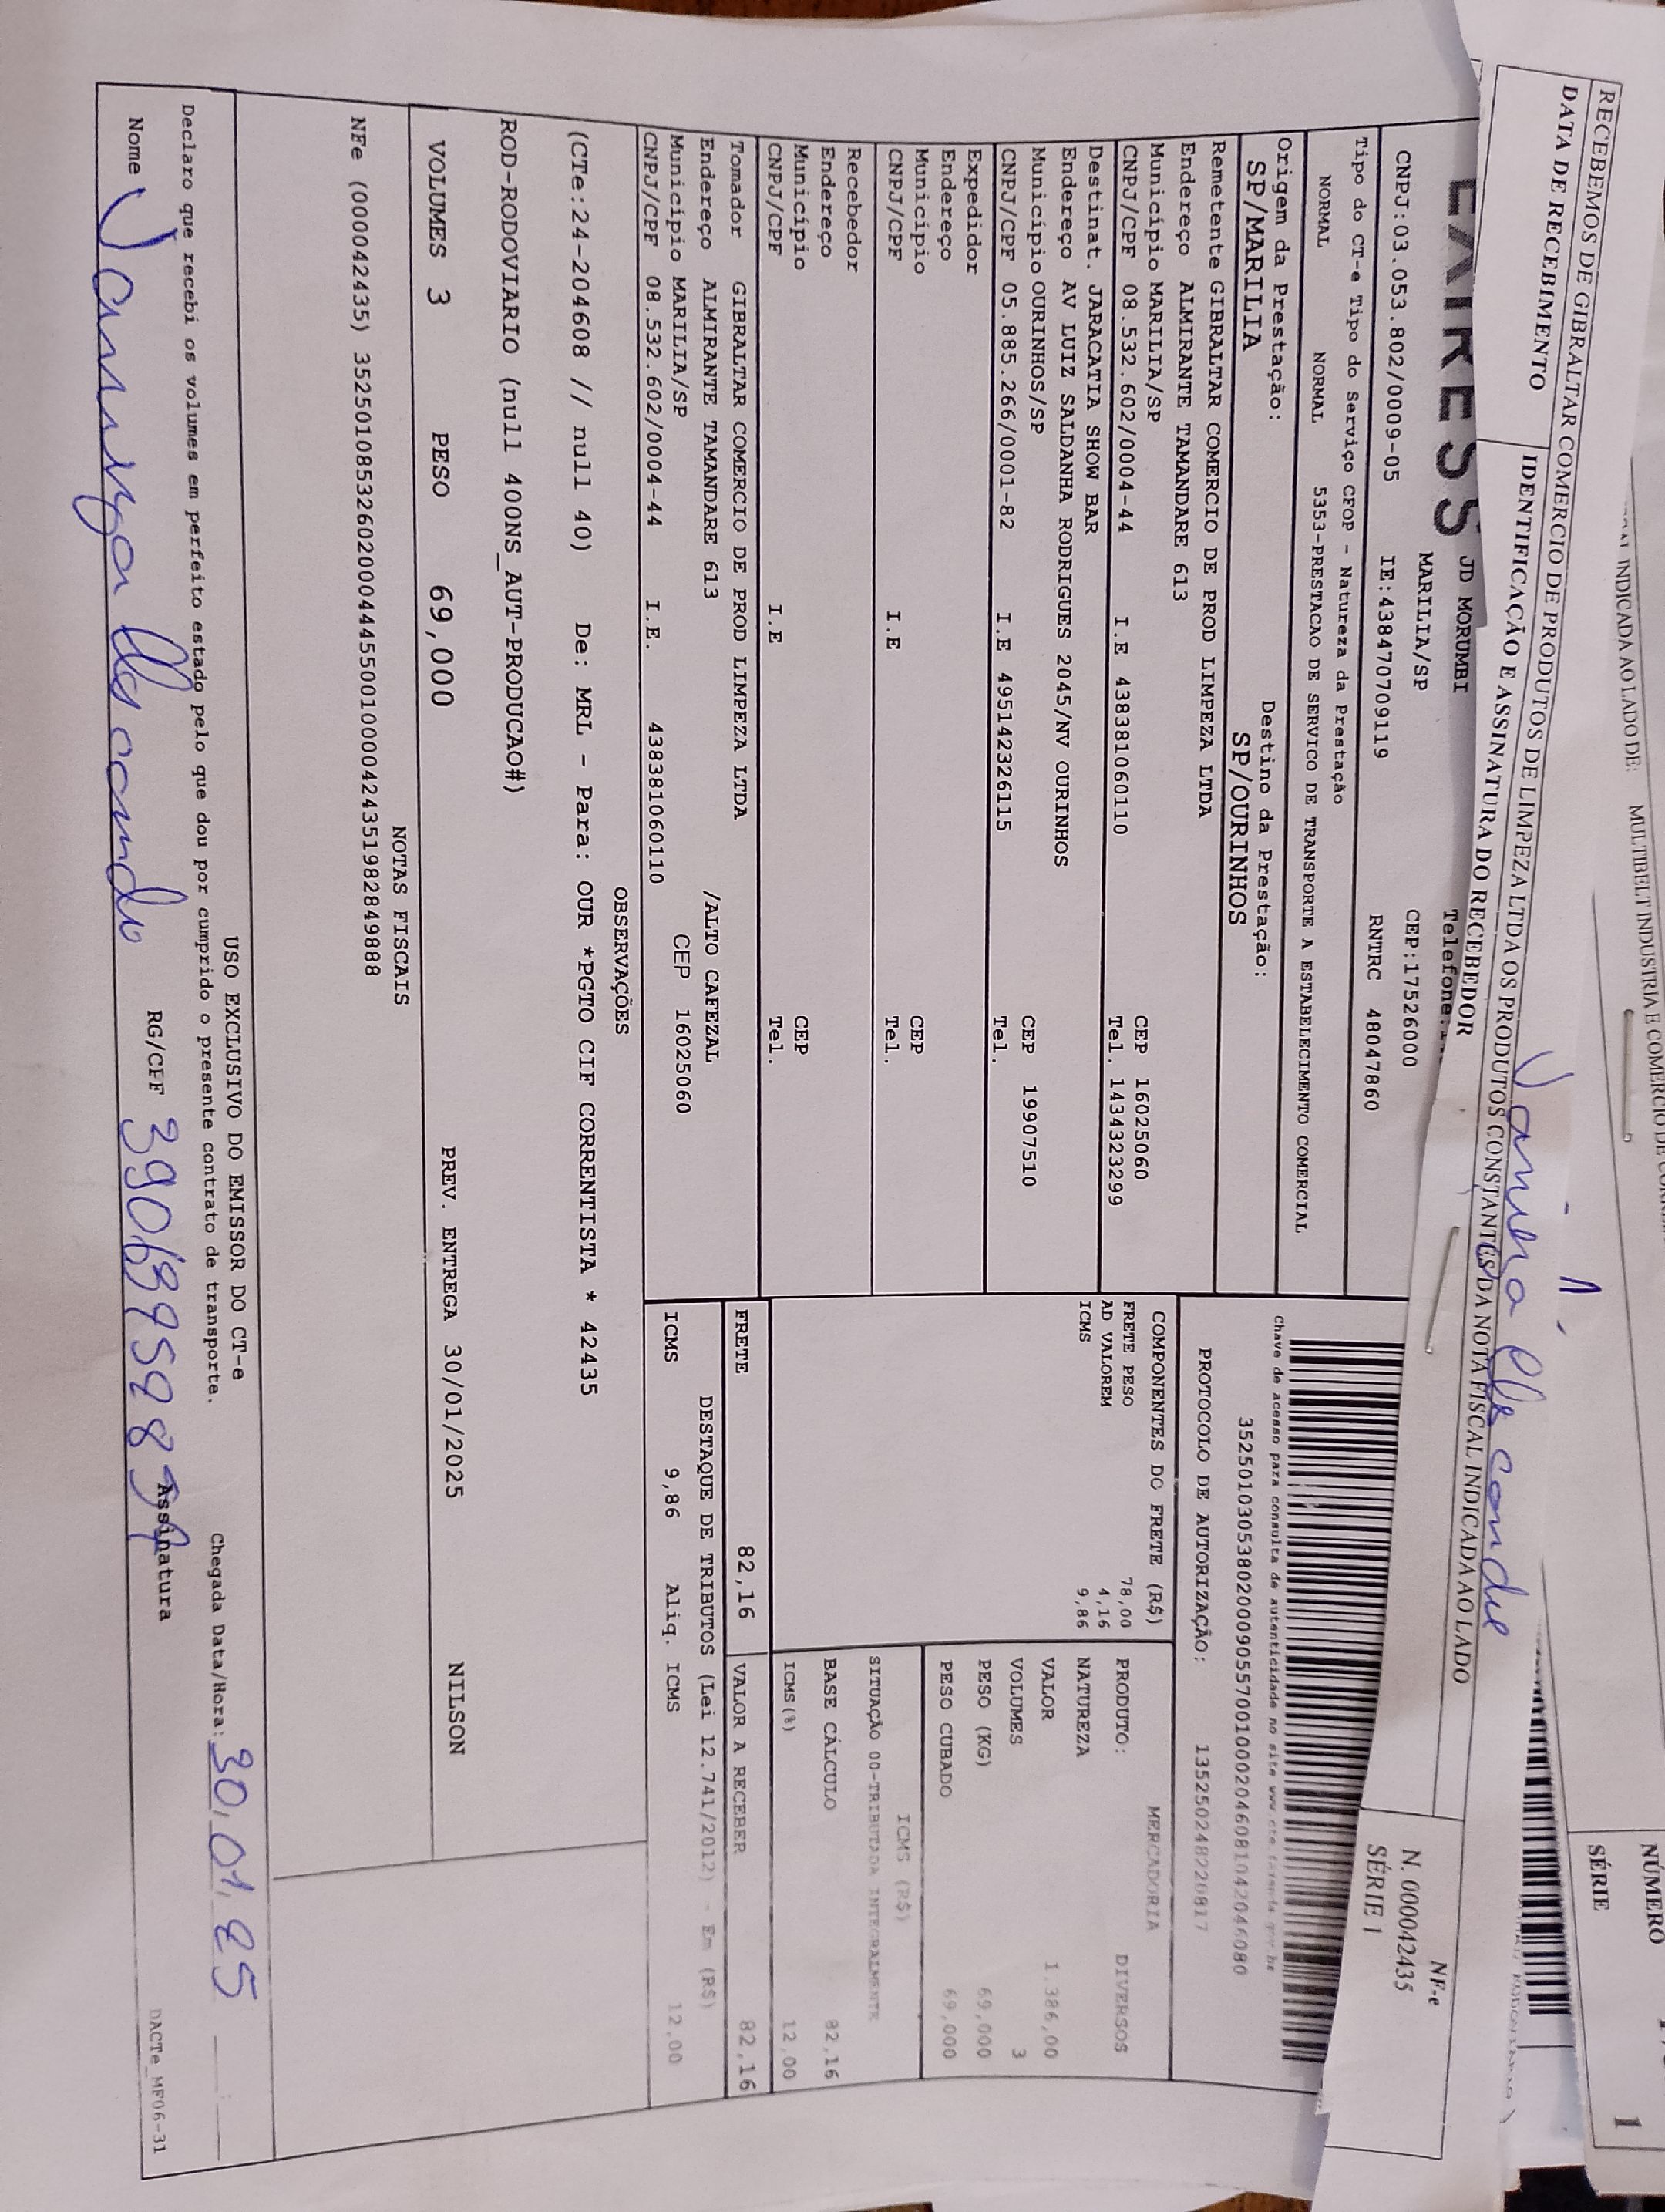 INDICADA AO LADO DE: MULTIBELT INDUSTRIA E COMERCIO DE
NÚMERO
SÉRIE 1
RECEBEMOS DE GIBRALTAR COMERCIO DE PRODUTOS DE LIMPEZA LTDA OS PRODUTOS CONSTANTES DA NOTA FISCAL INDICADA AO LADO
DATA DE RECEBIMENTO
IDENTIFICAÇÃO E ASSINATURA DO RECEBEDOR
NF-e
N. 000042435
SÉRIE 1
JD MORUMBI
Telefone:
MARILIA/SP CEP:17526000
CNPJ:03.053.802/0009-05 IE:438470709119 RNTRC 48047860
Tipo do CT-e Tipo do Serviço CFOP - Natureza da Prestação
NORMAL NORMAL 5353-PRESTACAO DE SERVICO DE TRANSPORTE A ESTABELECIMENTO COMERCIAL
Origem da Prestação: Destino da Prestação:
SP/MARILIA SP/OURINHOS
Chave de acesso para consulta de autenticidade no site www.cte.fazenda.gov.br
35250103053802000905570010002046081042046080
PROTOCOLO DE AUTORIZAÇÃO: 135250248220817
Remetente GIBRALTAR COMERCIO DE PROD LIMPEZA LTDA
Endereço ALMIRANTE TAMANDARE 613
Município MARILIA/SP CEP 16025060
CNPJ/CPF 08.532.602/0004-44 I.E 438381060110 Tel. 1434323299
Destinat. JARACATIA SHOW BAR
Endereço AV LUIZ SALDANHA RODRIGUES 2045/NV OURINHOS
Município OURINHOS/SP CEP 19907510
CNPJ/CPF 05.885.266/0001-82 I.E 495142326115 Tel.
Expedidor
Endereço
Município CEP
CNPJ/CPF I.E Tel.
Recebedor
Endereço
Município CEP
CNPJ/CPF I.E Tel.
Tomador GIBRALTAR COMERCIO DE PROD LIMPEZA LTDA
Endereço ALMIRANTE TAMANDARE 613 /ALTO CAFEZAL
Município MARILIA/SP CEP 16025060
CNPJ/CPF 08.532.602/0004-44 I.E. 438381060110
COMPONENTES DO FRETE (R$)
FRETE PESO 78,00
AD VALOREM 4,16
ICMS 9,86
PRODUTO: MERCADORIA
NATUREZA DIVERSOS
VALOR 1.386,00
VOLUMES 3
PESO (KG) 69,000
PESO CUBADO 69,000
ICMS (R$)
SITUAÇÃO 00-TRIBUTADA INTEGRALMENTE
BASE CÁLCULO 82,16
ICMS(%) 12,00
FRETE 82,16 VALOR A RECEBER 82,16
DESTAQUE DE TRIBUTOS (Lei 12.741/2012) - Em (R$)
ICMS 9,86 Aliq. ICMS 12,00
OBSERVAÇÕES
(CTe:24-204608 // null 40) De: MRL - Para: OUR *PGTO CIF CORRENTISTA * 42435
ROD-RODOVIARIO (null 400NS_AUT-PRODUCAO#)
VOLUMES 3 PESO 69,000 PREV. ENTREGA 30/01/2025 NILSON
NOTAS FISCAIS
NFe (000042435) 35250108532602000444550010000424351982849888
USO EXCLUSIVO DO EMISSOR DO CT-e
Declaro que recebi os volumes em perfeito estado pelo que dou por cumprido o presente contrato de transporte. Chegada Data/Hora: 30/01/25
Nome RG/CPF Assinatura
DACTe_MF06-31